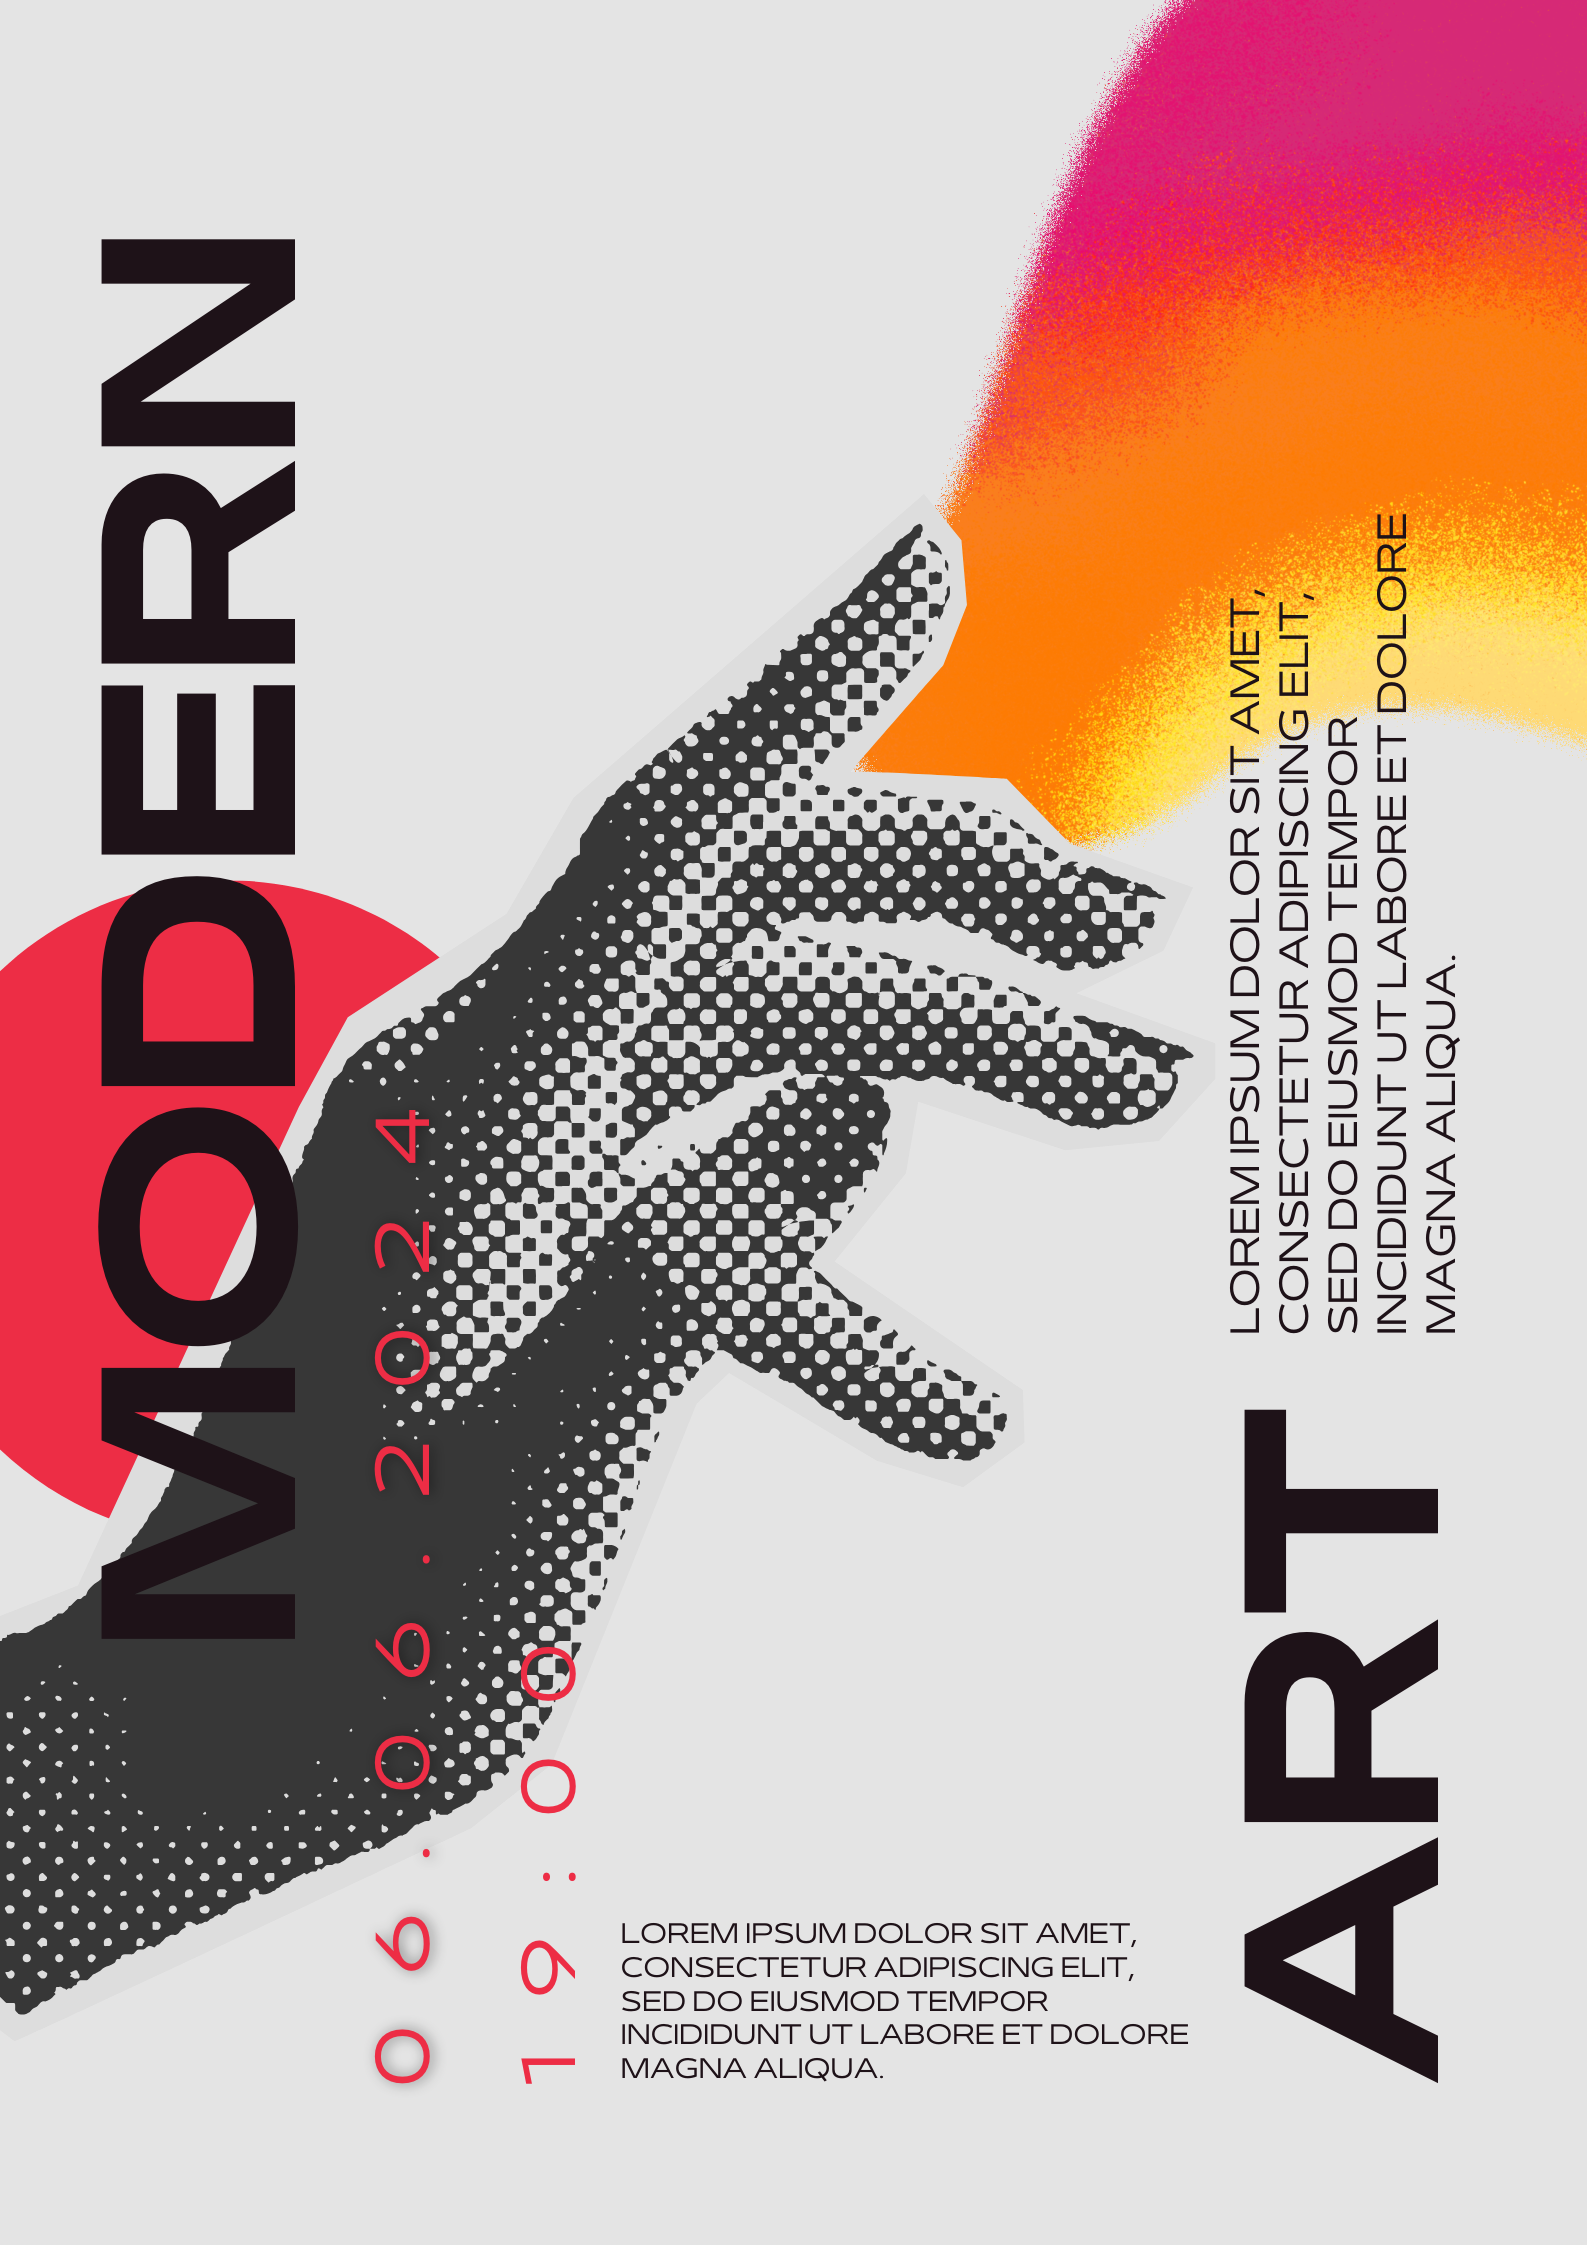 MODERN
06.06.2024
19:00
LOREM IPSUM DOLOR SIT AMET,
CONSECTETUR ADIPISCING ELIT,
SED DO EIUSMOD TEMPOR
INCIDIDUNT UT LABORE ET DOLORE
MAGNA ALIQUA.
ART
LOREM IPSUM DOLOR SIT AMET,
CONSECTETUR ADIPISCING ELIT,
SED DO EIUSMOD TEMPOR
INCIDIDUNT UT LABORE ET DOLORE
MAGNA ALIQUA.